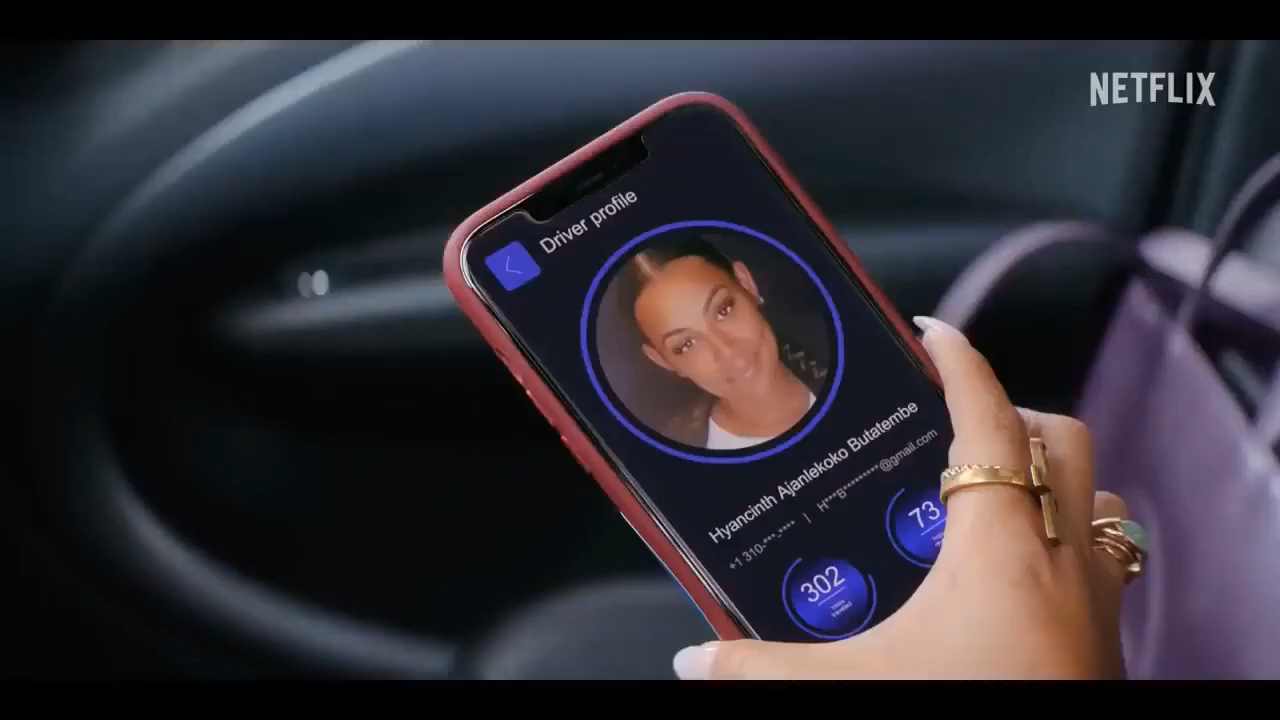 NETFLIX
Driver profile
Hyancinth Ajanlekoko Butatembe
+1 310-***-**** | H***B*********@gmail.com
73
302